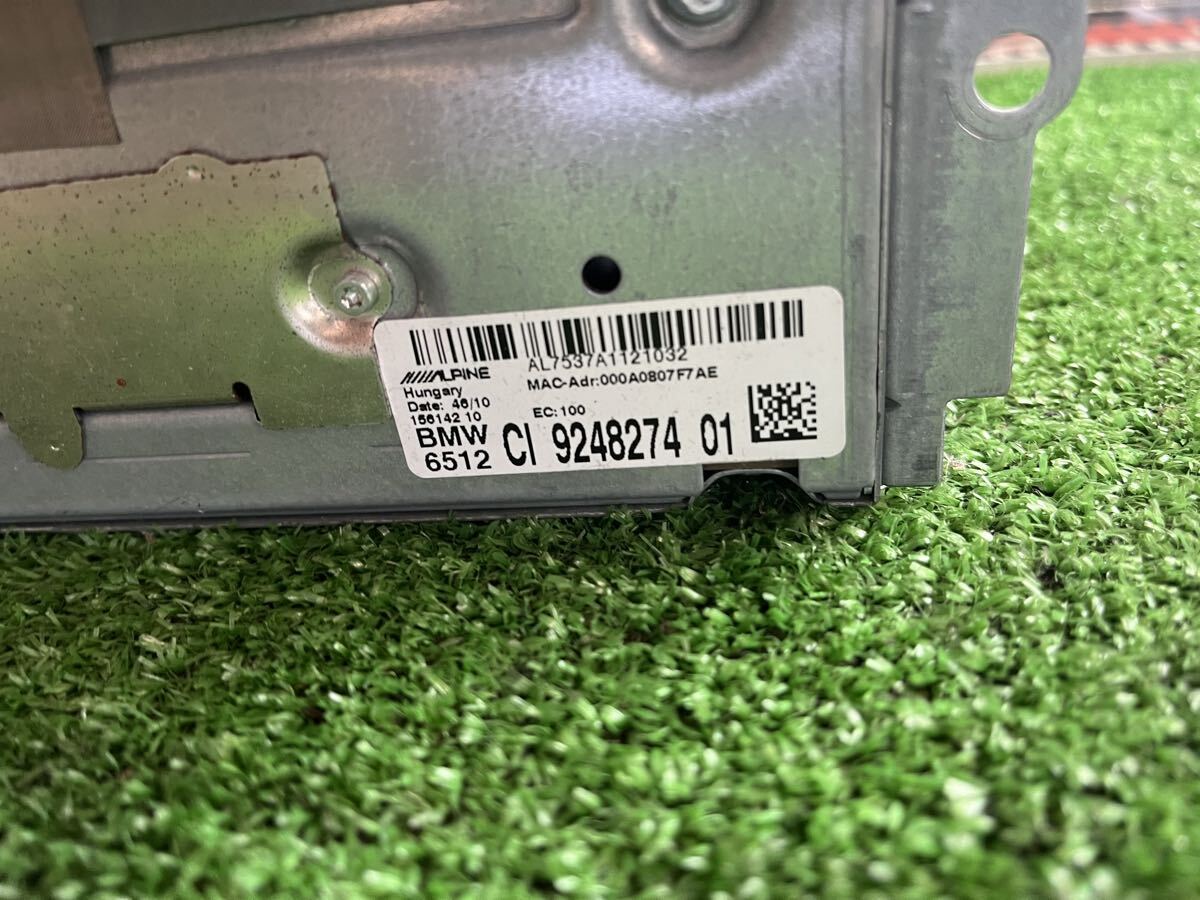 AL7537A1121032
ALPINE
MAC-Adr:000A0807F7AE
Hungary
Date: 46/10
156142 10
EC:100
BMW
6512
CI 9248274 01